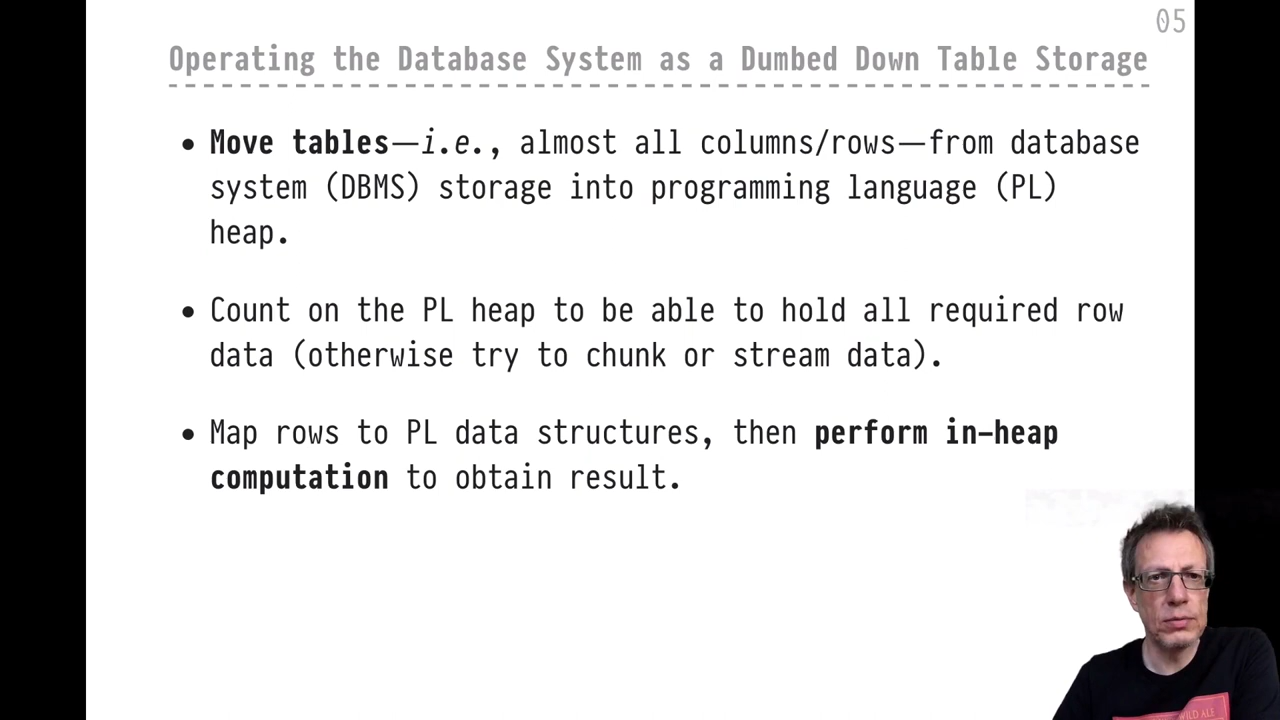 05
Operating the Database System as a Dumbed Down Table Storage
• Move tables—i.e., almost all columns/rows—from database
system (DBMS) storage into programming language (PL)
heap.
• Count on the PL heap to be able to hold all required row
data (otherwise try to chunk or stream data).
• Map rows to PL data structures, then perform in-heap
computation to obtain result.
WILD ALE